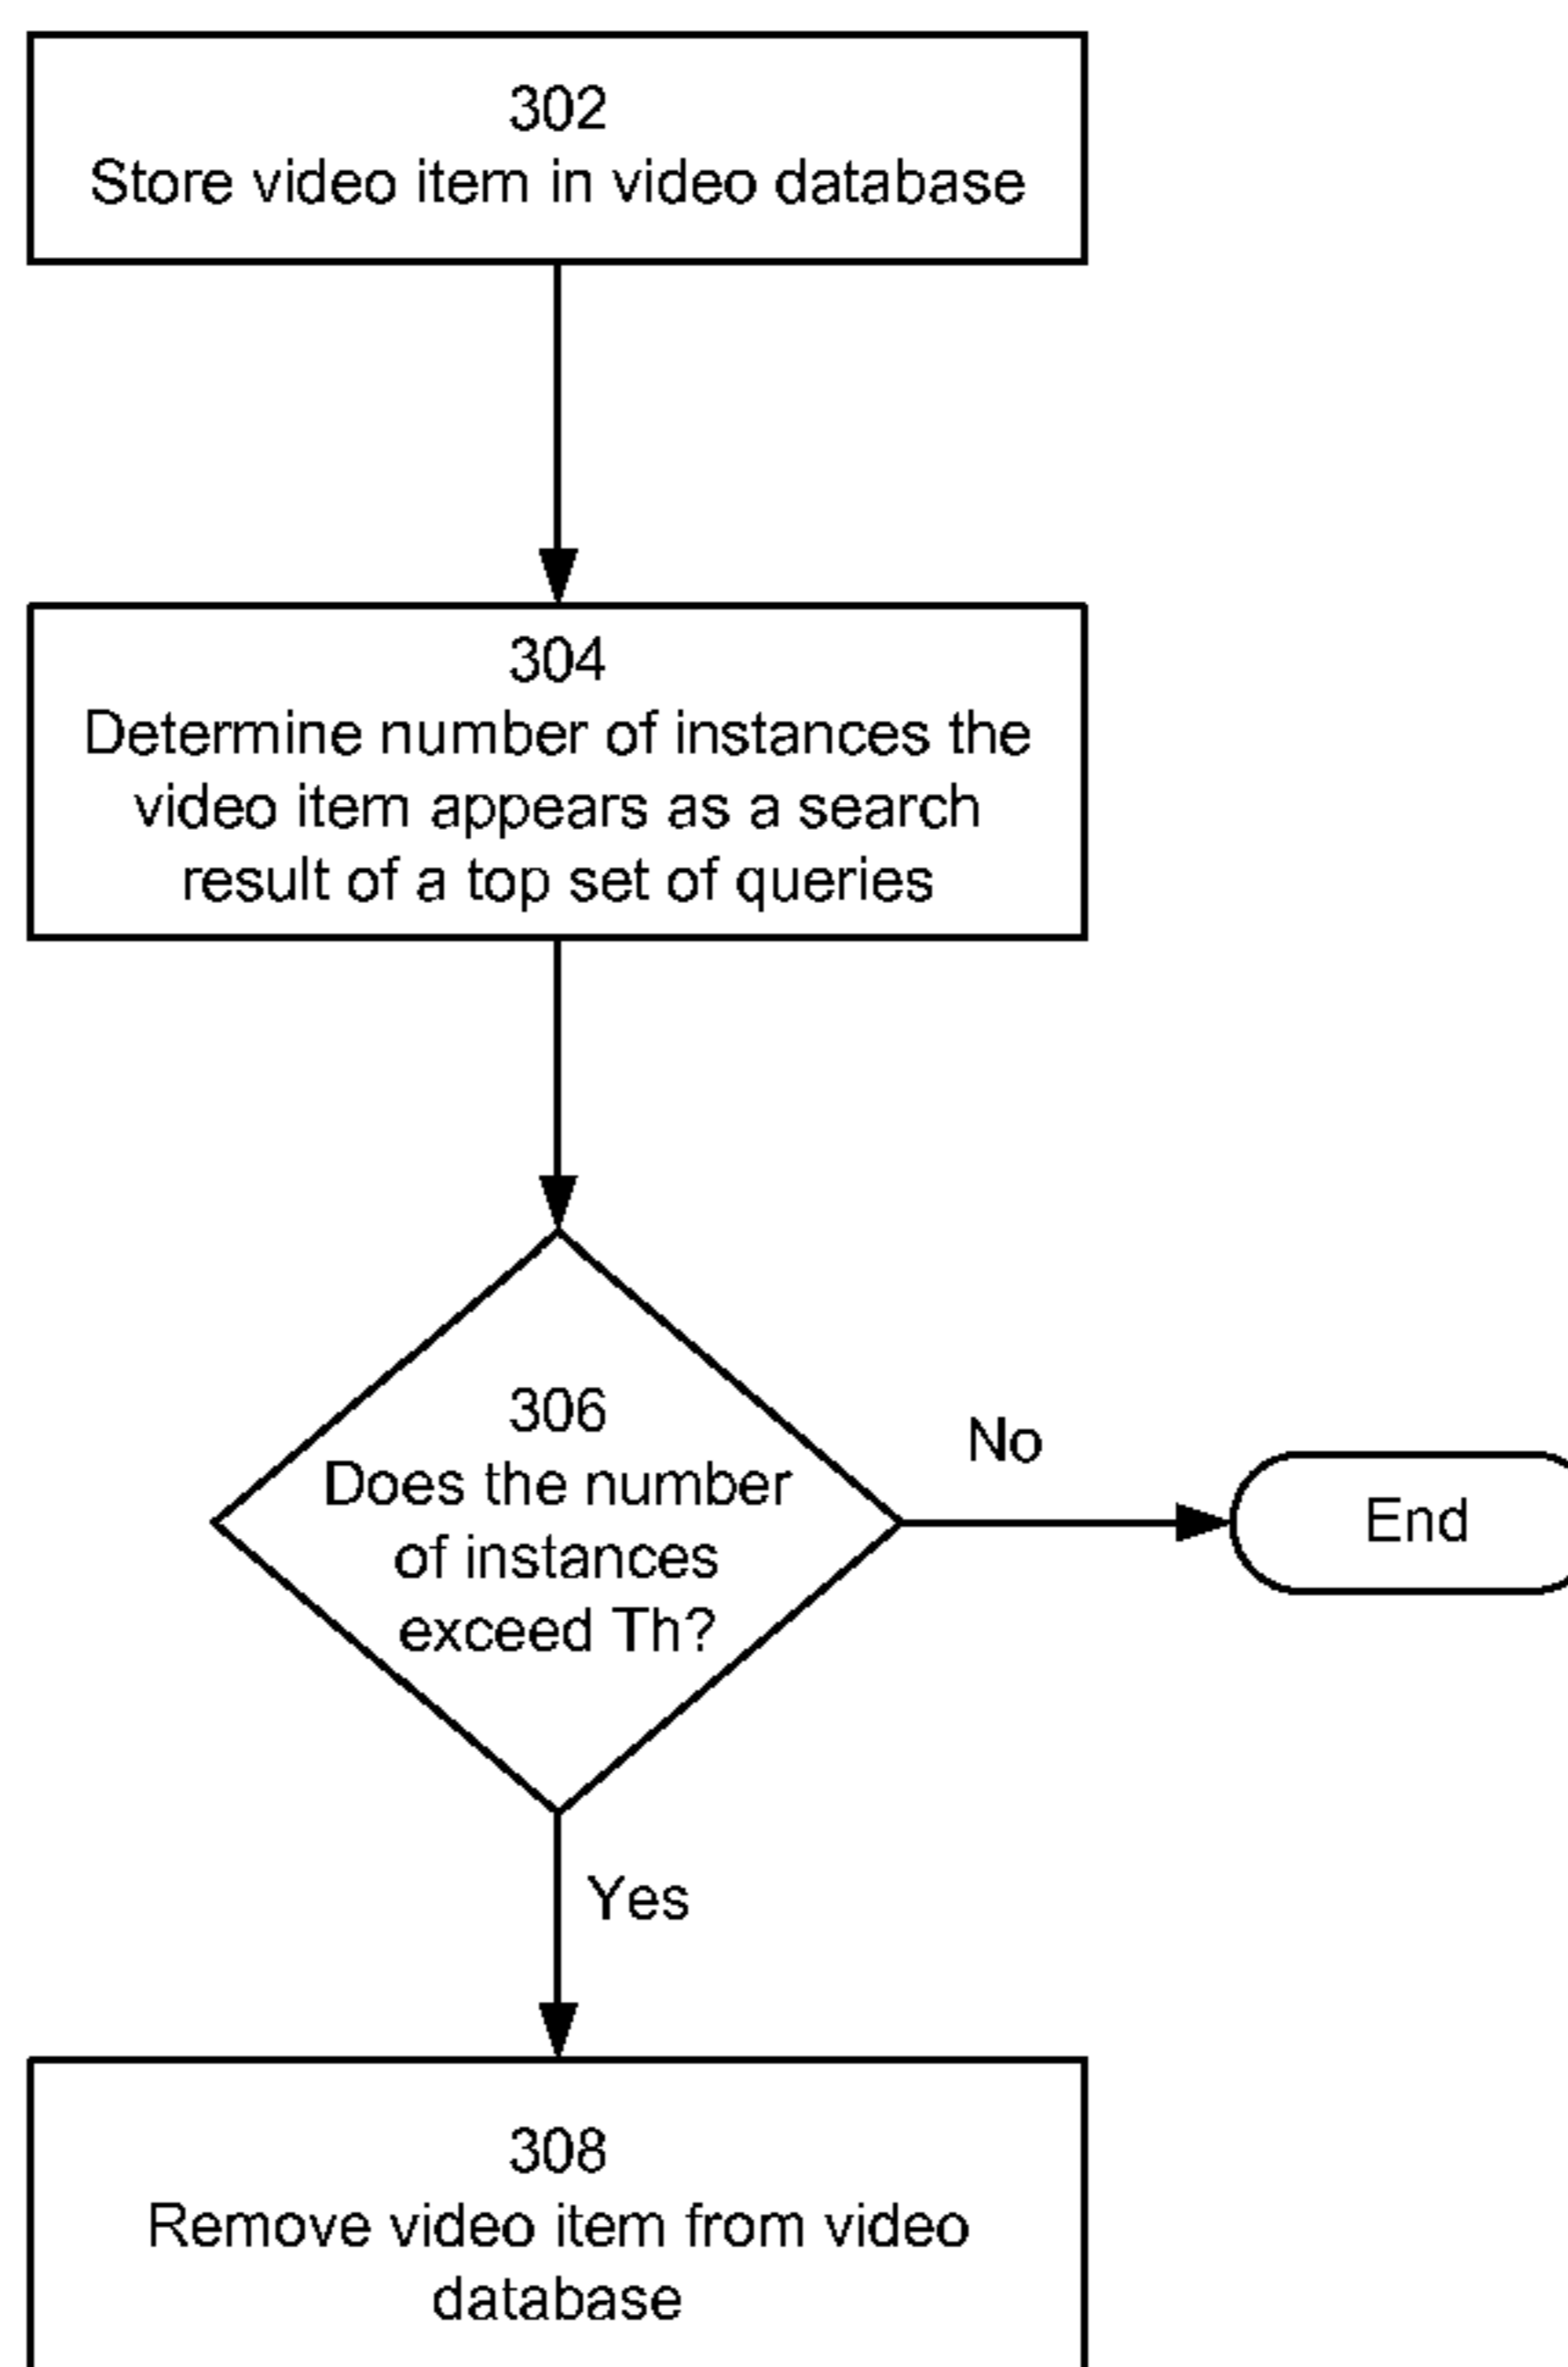 302
Store video item in video database
304
Determine number of instances the
video item appears as a search
result of a top set of queries
306
Does the number
of instances
exceed Th?
No
End
Yes
308
Remove video item from video
database